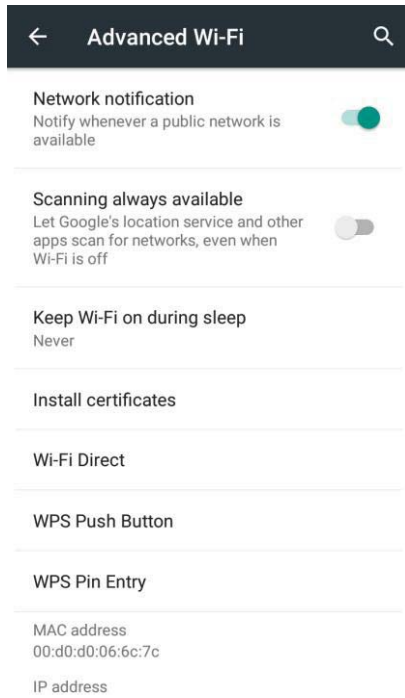 Advanced Wi-Fi
Network notification
Notify whenever a public network is
available
Scanning always available
Let Google's location service and other
apps scan for networks, even when
Wi-Fi is off
Keep Wi-Fi on during sleep
Never
Install certificates
Wi-Fi Direct
WPS Push Button
WPS Pin Entry
MAC address
00:d0:d0:06:6c:7c
IP address